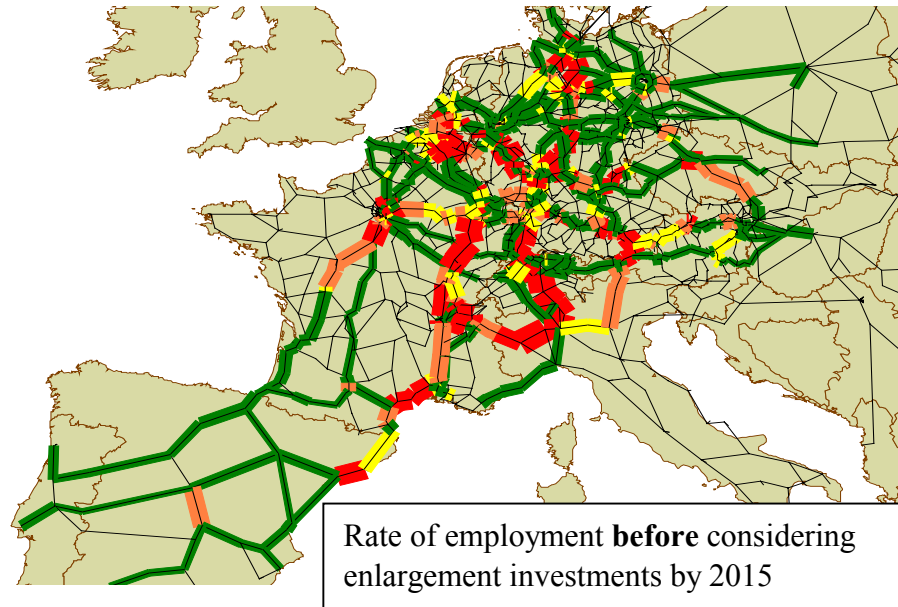 Rate of employment before considering
enlargement investments by 2015